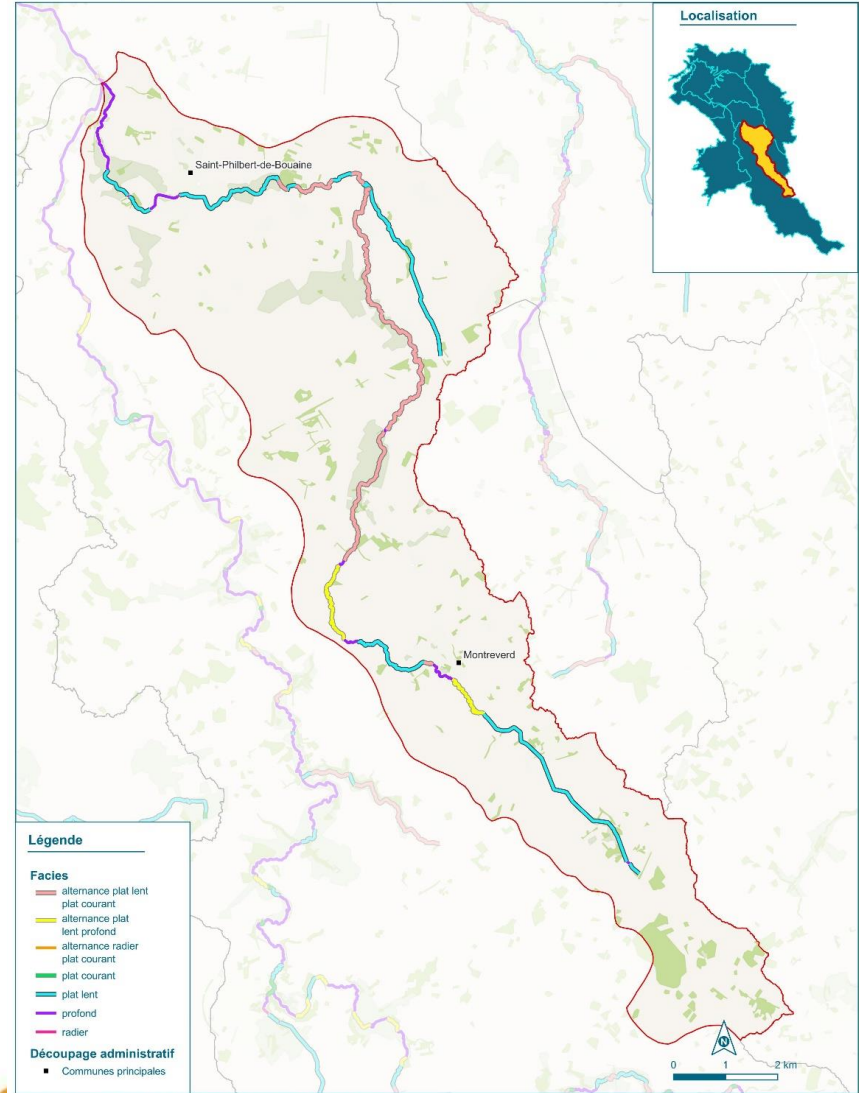 Localisation
Saint-Philbert-de-Bouaine
Montreverd
Légende
Facies
alternance plat lent
plat courant
alternance plat
lent profond
alternance radier
plat courant
plat courant
plat lent
profond
radier
Découpage administratif
Communes principales
N
0 1 2 km